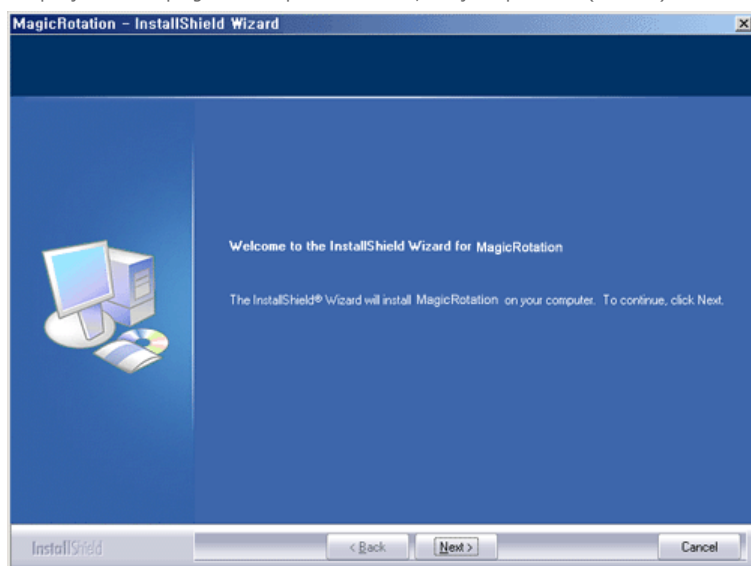 MagicRotation - InstallShield Wizard
Welcome to the InstallShield Wizard for MagicRotation
The InstallShield® Wizard will install MagicRotation on your computer. To continue, click Next.
InstallShield
< Back
Next >
Cancel